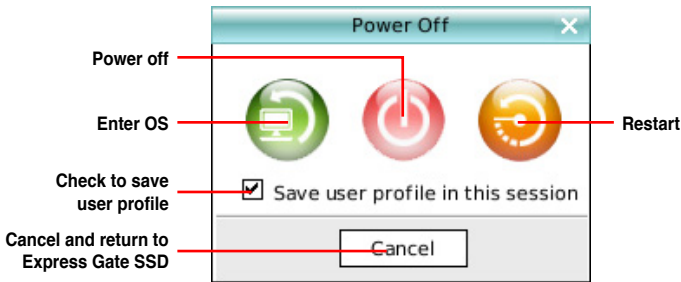 Power Off
Power off
Enter OS
Restart
Check to save
user profile
Save user profile in this session
Cancel and return to
Express Gate SSD
Cancel